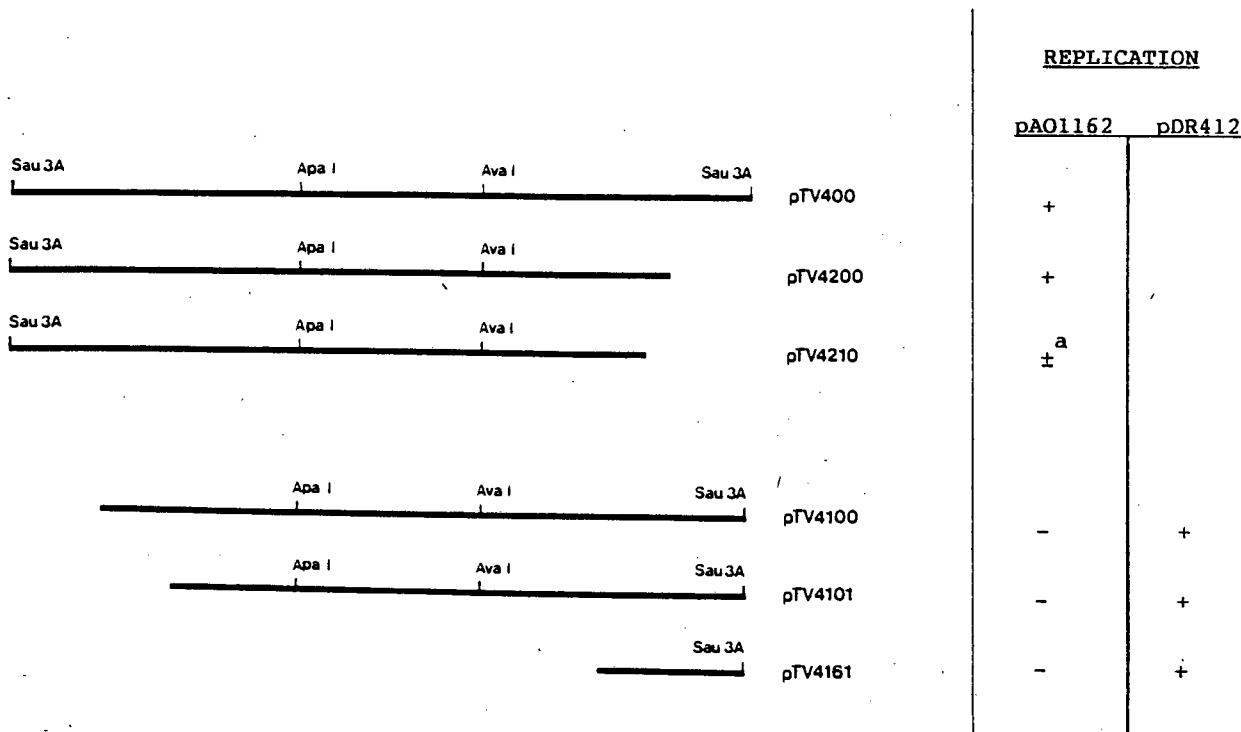 REPLICATION
pAO1162 pDR412
Sau 3A Apa I Ava I Sau 3A
pTV400 +
Sau 3A Apa I Ava I
pTV4200 +
Sau 3A Apa I Ava I
pTV4210 ± a
Apa I Ava I Sau 3A
pTV4100 - +
Apa I Ava I Sau 3A
pTV4101 - +
Sau 3A
pTV4161 - +